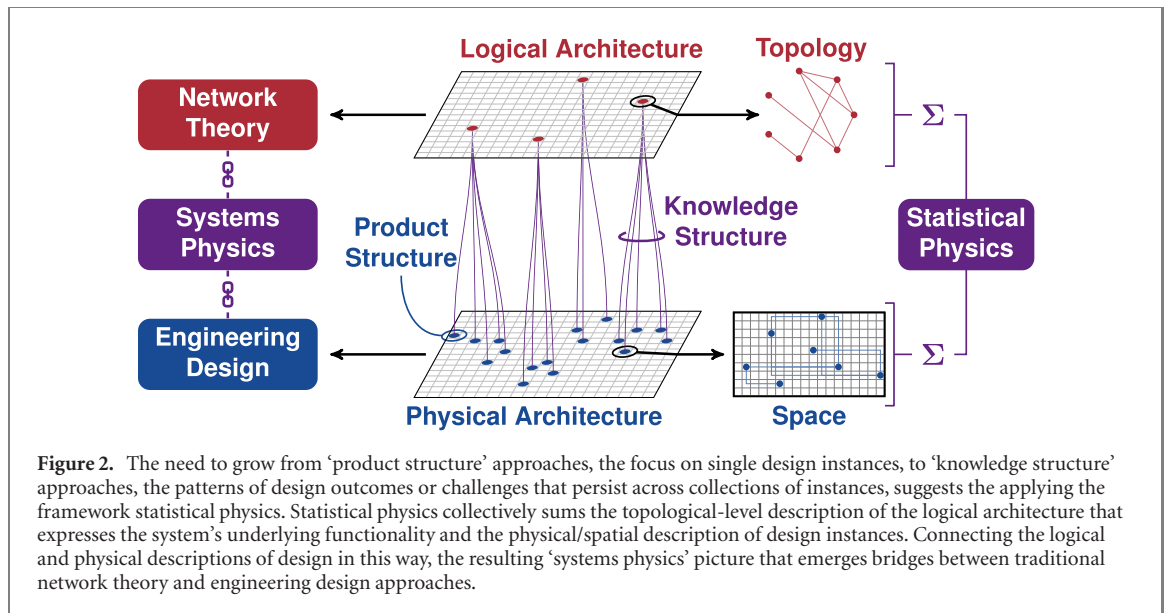 Logical Architecture
Topology
Network
Theory
Σ
Systems
Physics
Product
Structure
Knowledge
Structure
Statistical
Physics
Engineering
Design
Σ
Physical Architecture
Space
Figure 2. The need to grow from ‘product structure’ approaches, the focus on single design instances, to ‘knowledge structure’
approaches, the patterns of design outcomes or challenges that persist across collections of instances, suggests the applying the
framework statistical physics. Statistical physics collectively sums the topological-level description of the logical architecture that
expresses the system’s underlying functionality and the physical/spatial description of design instances. Connecting the logical
and physical descriptions of design in this way, the resulting ‘systems physics’ picture that emerges bridges between traditional
network theory and engineering design approaches.